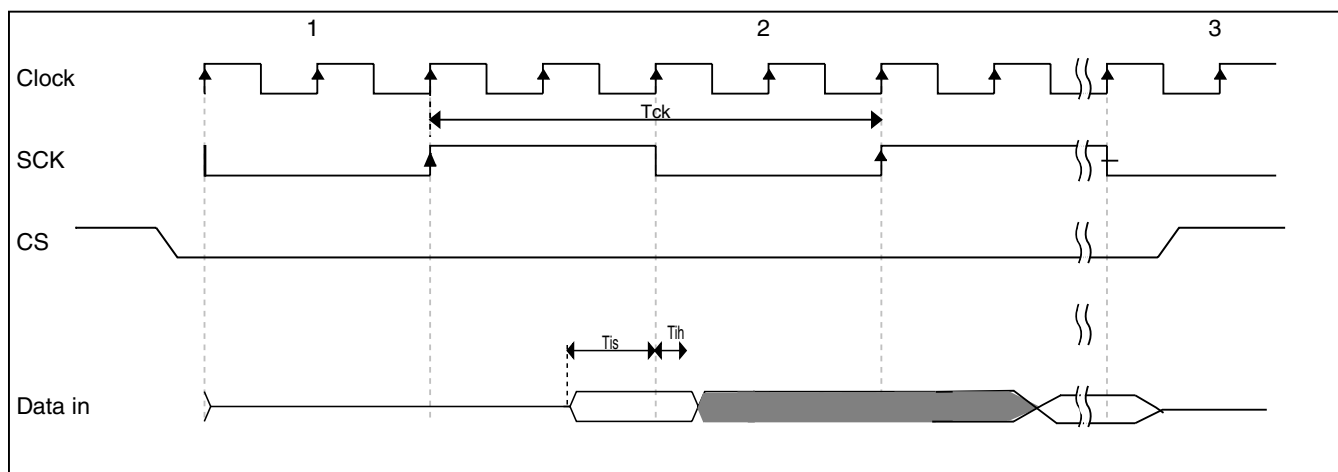 1 2 3
Clock
Tck
SCK
CS
Tis Tih
Data in